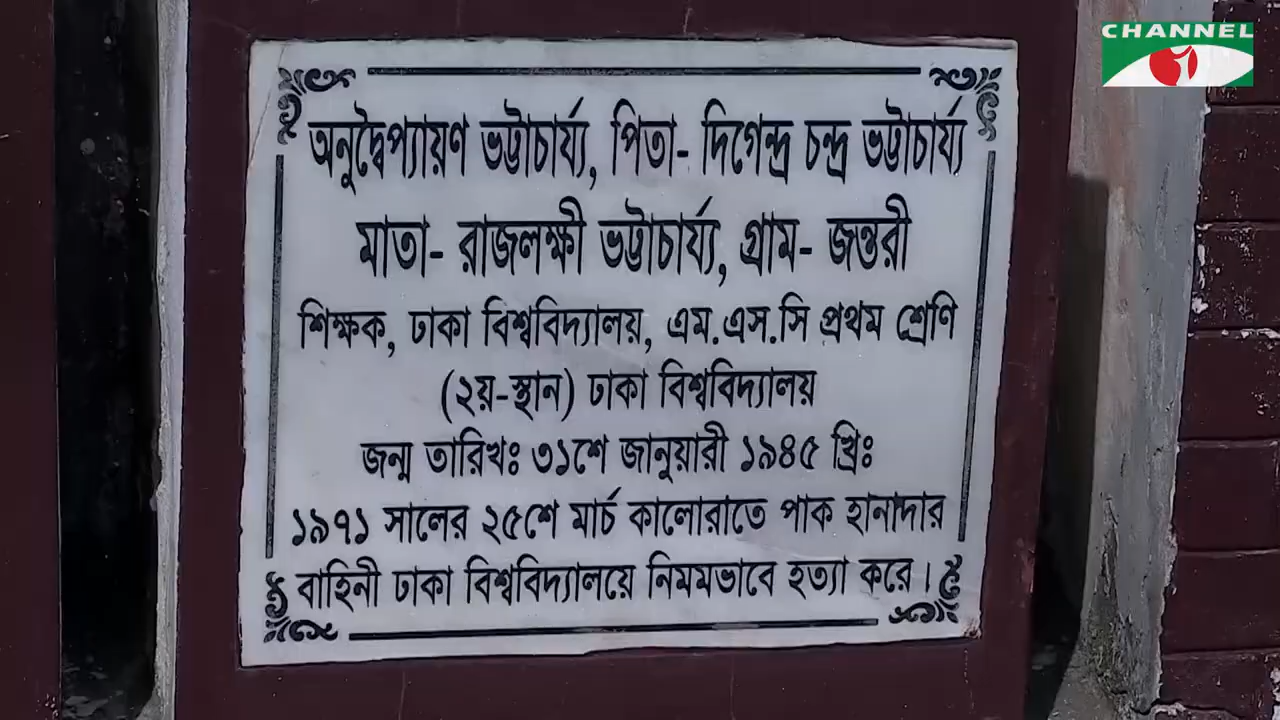 CHANNEL
অনুদ্বৈপ্যায়ণ ভট্টাচার্য্য, পিতা- দিগেন্দ্র চন্দ্র ভট্টাচার্য্য
মাতা- রাজলক্ষী ভট্টাচার্য্য, গ্রাম- জন্তরী
শিক্ষক, ঢাকা বিশ্ববিদ্যালয়, এম.এস.সি প্রথম শ্রেণি
(২য়-স্থান) ঢাকা বিশ্ববিদ্যালয়
জন্ম তারিখঃ ৩১শে জানুয়ারী ১৯৪৫ খ্রিঃ
১৯৭১ সালের ২৫শে মার্চ কালোরাতে পাক হানাদার
বাহিনী ঢাকা বিশ্ববিদ্যালয়ে নিমমভাবে হত্যা করে।